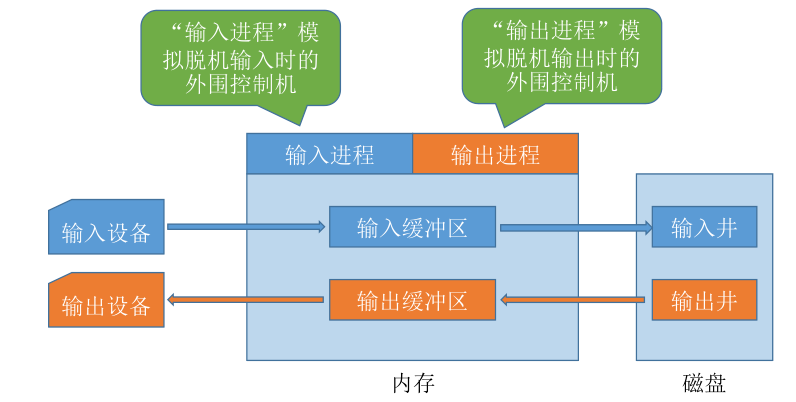 “输入进程”模
拟脱机输入时的
外围控制机
“输出进程”模
拟脱机输出时的
外围控制机
输入进程
输出进程
输入设备
输入缓冲区
输入井
输出设备
输出缓冲区
输出井
内存
磁盘